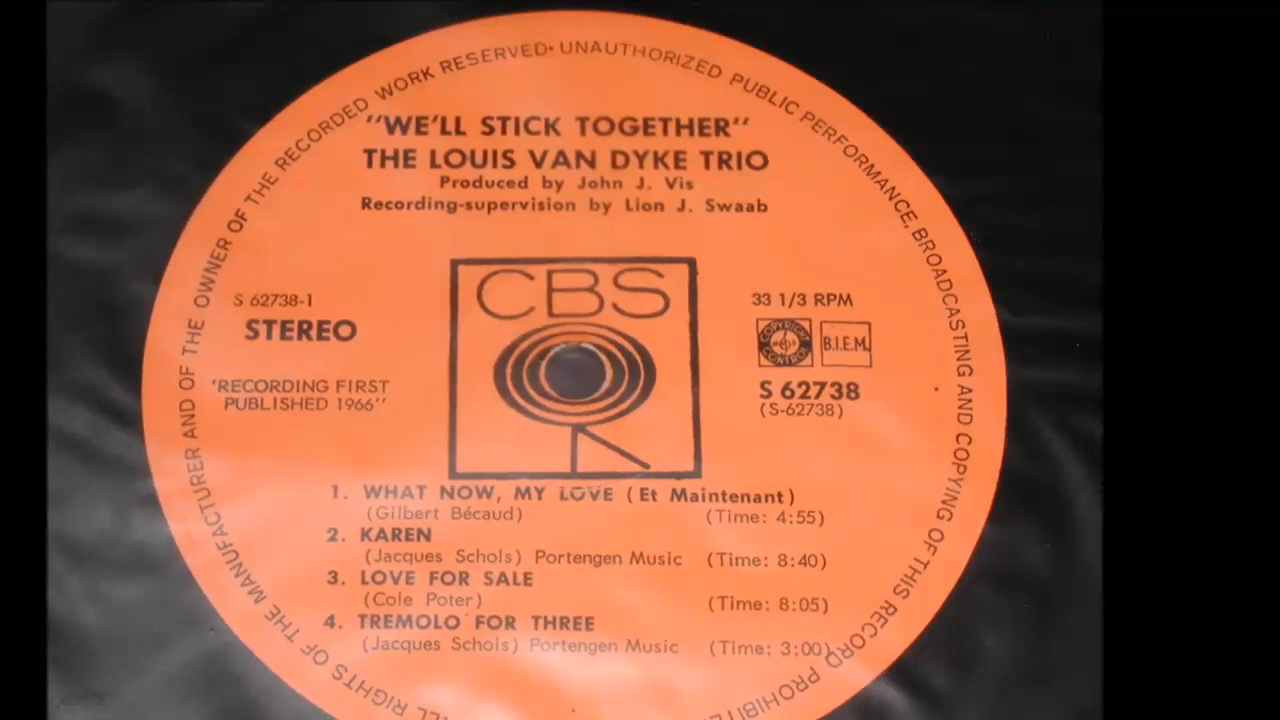 ALL RIGHTS OF THE MANUFACTURER AND OF THE OWNER OF THE RECORDED WORK RESERVED• UNAUTHORIZED PUBLIC PERFORMANCE, BROADCASTING AND COPYING OF THIS RECORD PROHIBITED
"WE'LL STICK TOGETHER"
THE LOUIS VAN DYKE TRIO
Produced by John J. Vis
Recording-supervision by Lion J. Swaab
CBS
S 62738-1
STEREO
'RECORDING FIRST
PUBLISHED 1966"
33 1/3 RPM
COPYRIGHT
CONTROL
B.I.E.M.
S 62738
(S-62738)
1. WHAT NOW, MY LOVE (Et Maintenant)
(Gilbert Bécaud) (Time: 4:55)
2. KAREN
(Jacques Schols) Portengen Music (Time: 8:40)
3. LOVE FOR SALE
(Cole Poter) (Time: 8:05)
4. TREMOLO FOR THREE
(Jacques Schols) Portengen Music (Time: 3:00)